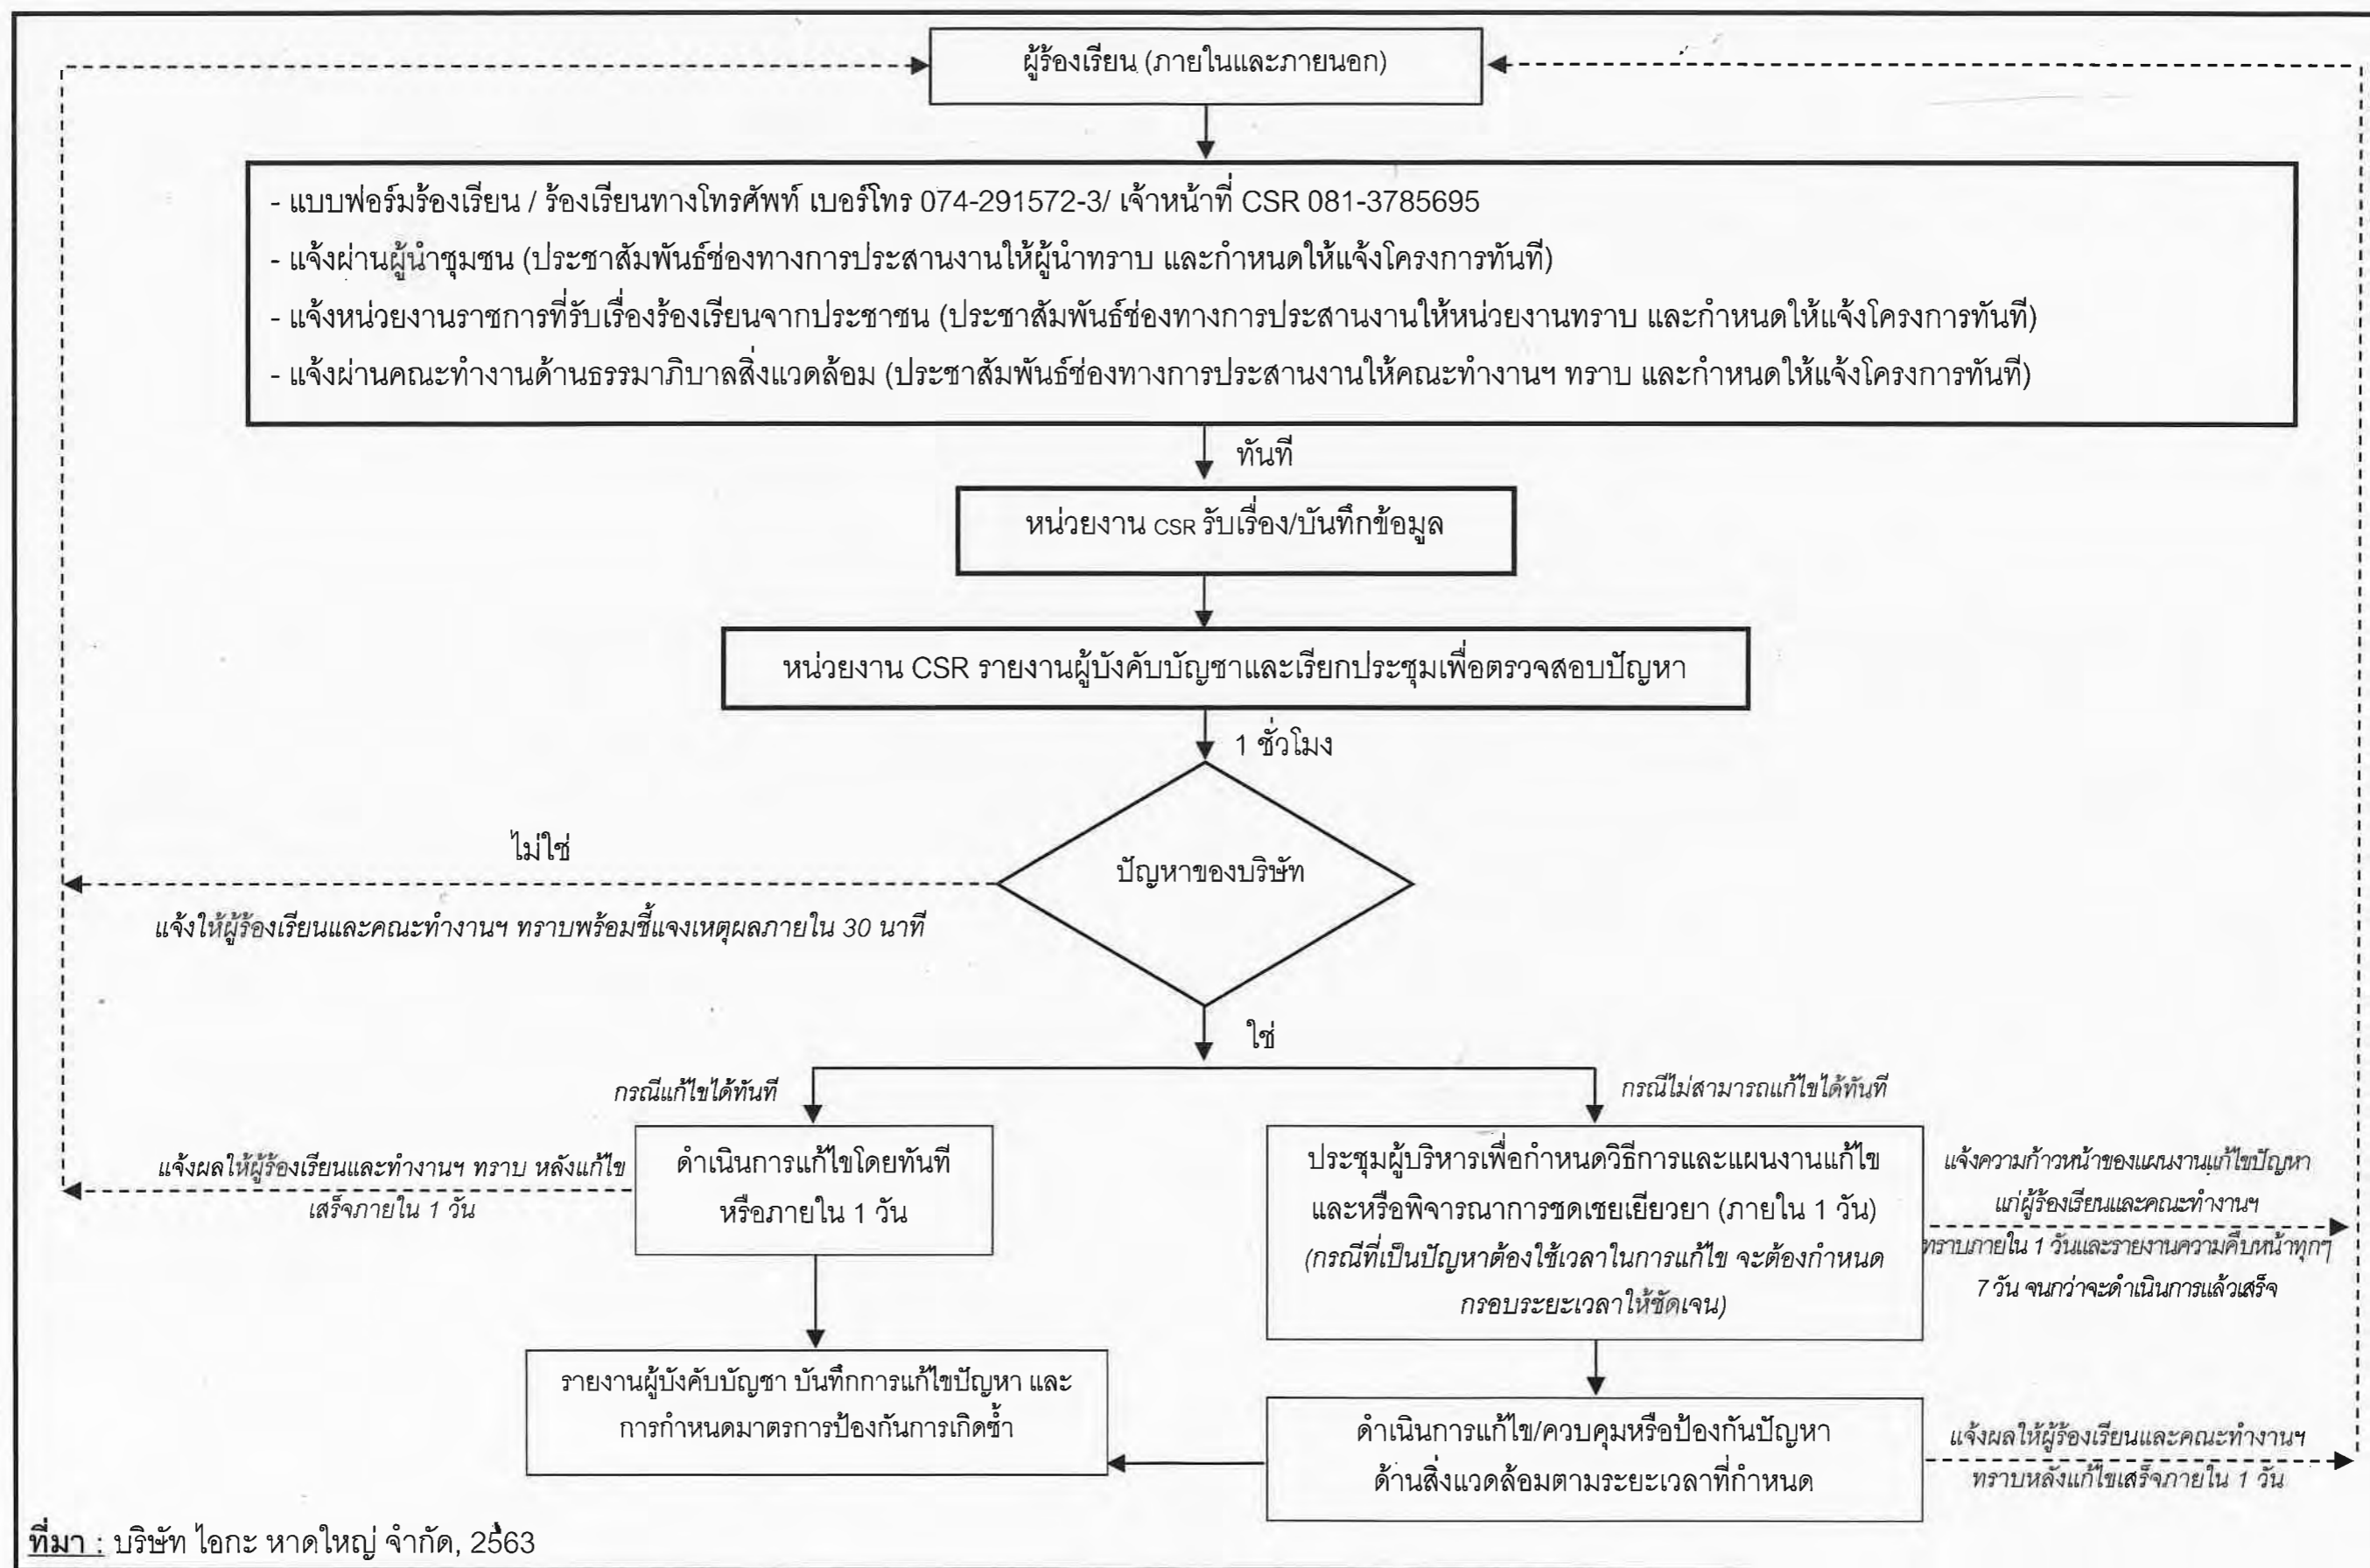 ผู้ร้องเรียน (ภายในและภายนอก)
- แบบฟอร์มร้องเรียน / ร้องเรียนทางโทรศัพท์ เบอร์โทร 074-291572-3/ เจ้าหน้าที่ CSR 081-3785695
- แจ้งผ่านผู้นำชุมชน (ประชาสัมพันธ์ช่องทางการประสานงานให้ผู้นำทราบ และกำหนดให้แจ้งโครงการทันที)
- แจ้งหน่วยงานราชการที่รับเรื่องร้องเรียนจากประชาชน (ประชาสัมพันธ์ช่องทางการประสานงานให้หน่วยงานทราบ และกำหนดให้แจ้งโครงการทันที)
- แจ้งผ่านคณะทำงานด้านธรรมาภิบาลสิ่งแวดล้อม (ประชาสัมพันธ์ช่องทางการประสานงานให้คณะทำงานฯ ทราบ และกำหนดให้แจ้งโครงการทันที)
ทันที
หน่วยงาน CSR รับเรื่อง/บันทึกข้อมูล
หน่วยงาน CSR รายงานผู้บังคับบัญชาและเรียกประชุมเพื่อตรวจสอบปัญหา
1 ชั่วโมง
ปัญหาของบริษัท
ไม่ใช่
แจ้งให้ผู้ร้องเรียนและคณะทำงานฯ ทราบพร้อมชี้แจงเหตุผลภายใน 30 นาที
ใช่
กรณีแก้ไขได้ทันที
กรณีไม่สามารถแก้ไขได้ทันที
แจ้งผลให้ผู้ร้องเรียนและทำงานฯ ทราบ หลังแก้ไข
เสร็จภายใน 1 วัน
ดำเนินการแก้ไขโดยทันที
หรือภายใน 1 วัน
ประชุมผู้บริหารเพื่อกำหนดวิธีการและแผนงานแก้ไข
และหรือพิจารณาการชดเชยเยียวยา (ภายใน 1 วัน)
(กรณีที่เป็นปัญหาต้องใช้เวลาในการแก้ไข จะต้องกำหนด
กรอบระยะเวลาให้ชัดเจน)
แจ้งความก้าวหน้าของแผนงานแก้ไขปัญหา
แก่ผู้ร้องเรียนและคณะทำงานฯ
ทราบภายใน 1 วันและรายงานความคืบหน้าทุกๆ
7 วัน จนกว่าจะดำเนินการแล้วเสร็จ
รายงานผู้บังคับบัญชา บันทึกการแก้ไขปัญหา และ
การกำหนดมาตรการป้องกันการเกิดซ้ำ
ดำเนินการแก้ไข/ควบคุมหรือป้องกันปัญหา
ด้านสิ่งแวดล้อมตามระยะเวลาที่กำหนด
แจ้งผลให้ผู้ร้องเรียนและคณะทำงานฯ
ทราบหลังแก้ไขเสร็จภายใน 1 วัน
ที่มา : บริษัท ไอกะ หาดใหญ่ จำกัด, 2563